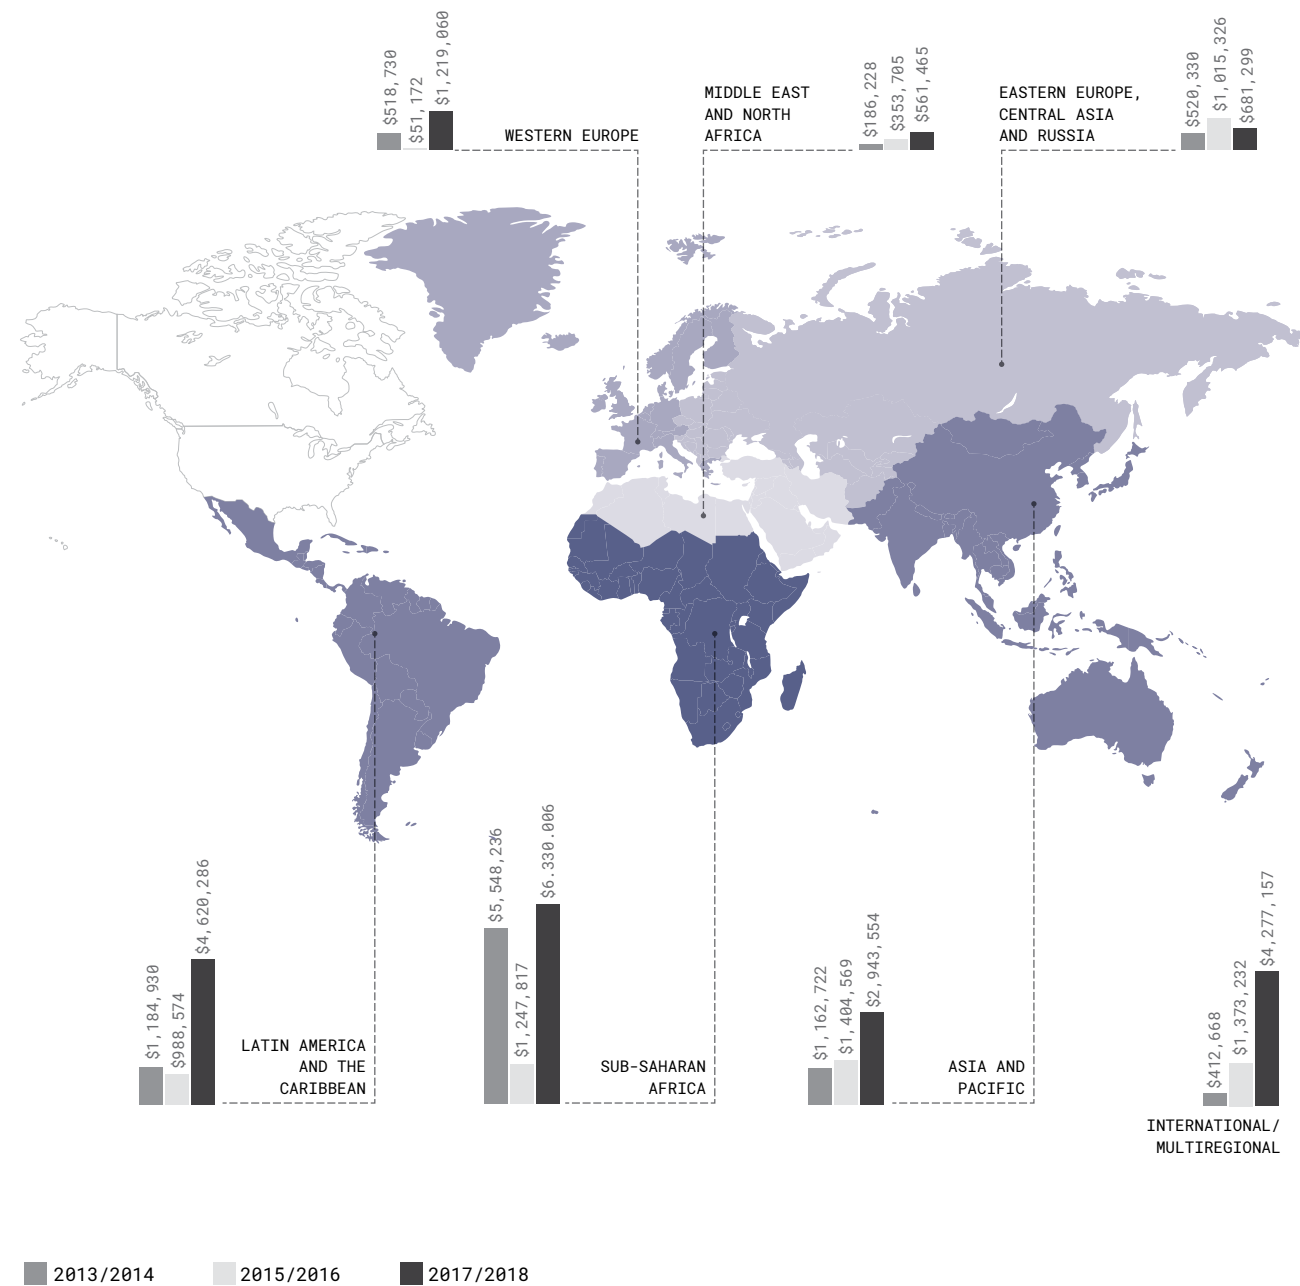 $518,730
$51,172
$1,219,060
WESTERN EUROPE
MIDDLE EAST
AND NORTH
AFRICA
$186,228
$353,705
$561,465
EASTERN EUROPE,
CENTRAL ASIA
AND RUSSIA
$520,330
$1,015,326
$681,299
$1,184,930
$988,574
$4,620,286
LATIN AMERICA
AND THE
CARIBBEAN
$5,548,236
$1,247,817
$6.330.006
SUB-SAHARAN
AFRICA
$1,162,722
$1,404,569
$2,943,554
ASIA AND
PACIFIC
$412,668
$1,373,232
$4,277,157
INTERNATIONAL/
MULTIREGIONAL
2013/2014
2015/2016
2017/2018